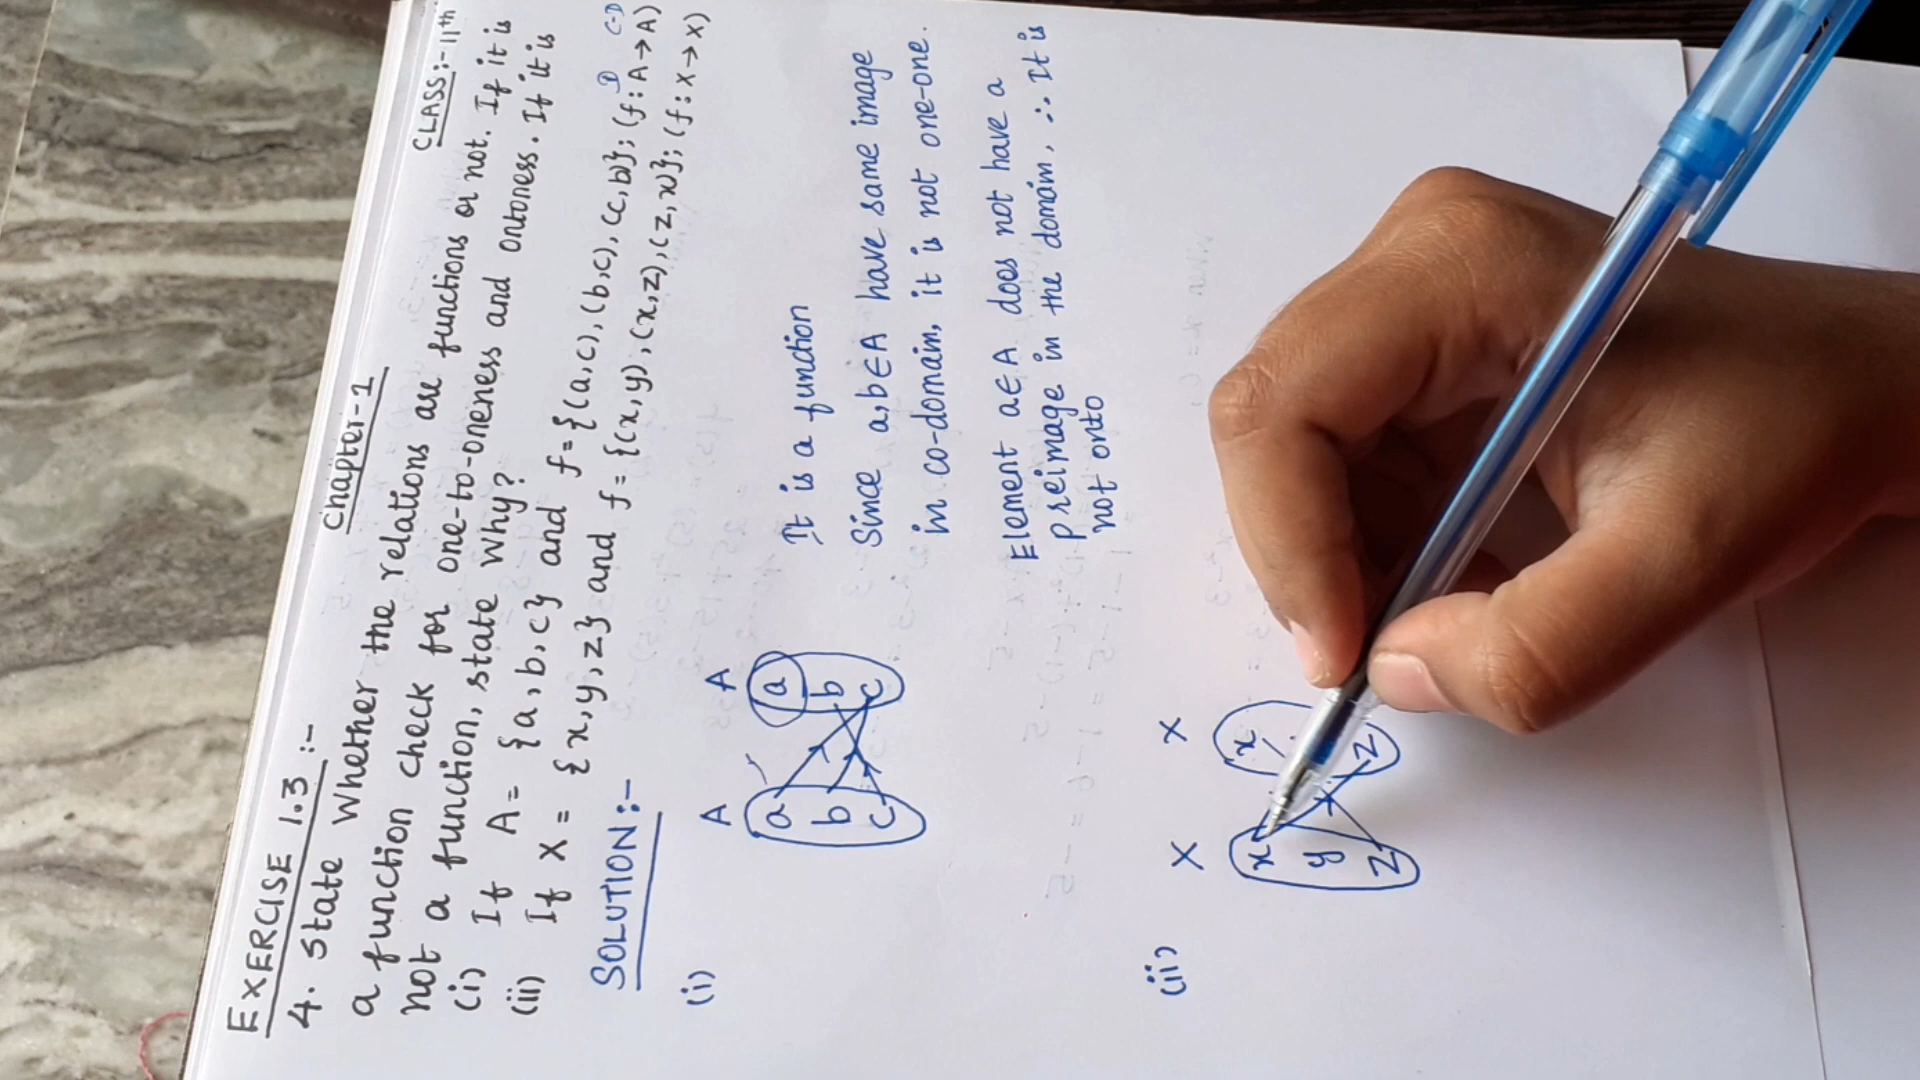 CLASS:- 11th
Chapter-1
EXERCISE 1.3 :-
4. State whether the relations are functions or not. If it is
a function check for one-to-oneness and ontoness. If it is
not a function, state why?
(i) If A = {a, b, c} and f = {(a, c), (b, c), (c, b)}; (f : A → A)
D C-D
(ii) If X = {x, y, z} and f = {(x, y), (x, z), (z, x)}; (f : X → X)
SOLUTION:-
(i)
A A
a a
b b
c c
It is a function
Since a, b ∈ A have same image
in co-domain, it is not one-one.
Element a ∈ A does not have a
preimage in the domain, ∴ It is
not onto
(ii)
X X
x x
y
z z